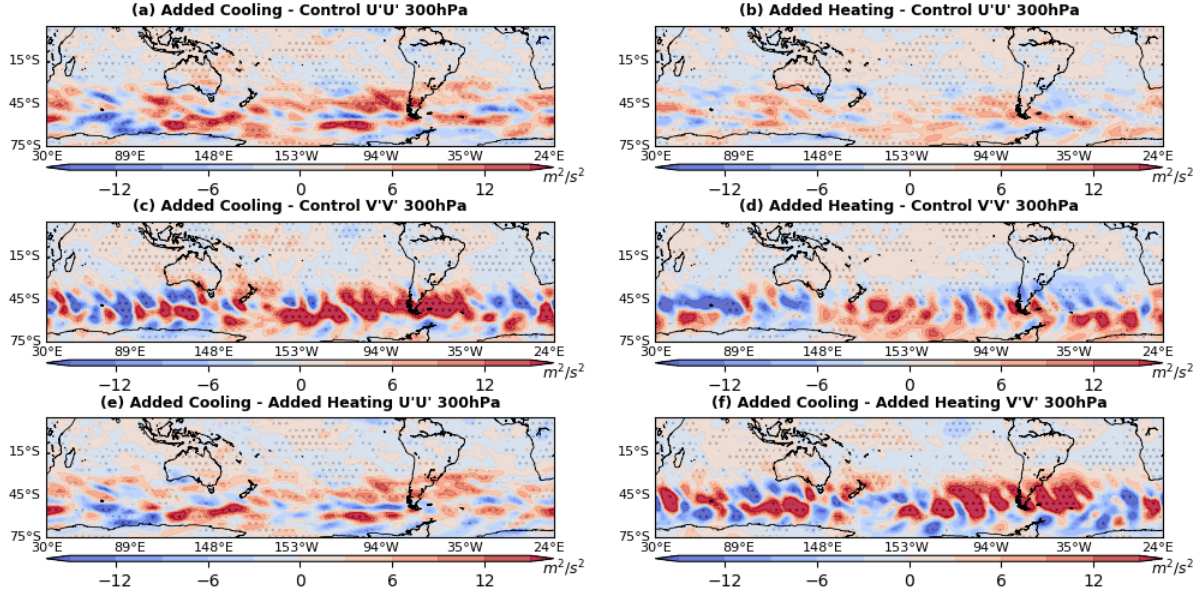 (a) Added Cooling - Control U'U' 300hPa
(b) Added Heating - Control U'U' 300hPa
15°S
45°S
75°S
30°E 89°E 148°E 153°W 94°W 35°W 24°E
−12 −6 0 6 12 m²/s²
15°S
45°S
75°S
30°E 89°E 148°E 153°W 94°W 35°W 24°E
−12 −6 0 6 12 m²/s²
(c) Added Cooling - Control V'V' 300hPa
(d) Added Heating - Control V'V' 300hPa
15°S
45°S
75°S
30°E 89°E 148°E 153°W 94°W 35°W 24°E
−12 −6 0 6 12 m²/s²
15°S
45°S
75°S
30°E 89°E 148°E 153°W 94°W 35°W 24°E
−12 −6 0 6 12 m²/s²
(e) Added Cooling - Added Heating U'U' 300hPa
(f) Added Cooling - Added Heating V'V' 300hPa
15°S
45°S
75°S
30°E 89°E 148°E 153°W 94°W 35°W 24°E
−12 −6 0 6 12 m²/s²
15°S
45°S
75°S
30°E 89°E 148°E 153°W 94°W 35°W 24°E
−12 −6 0 6 12 m²/s²